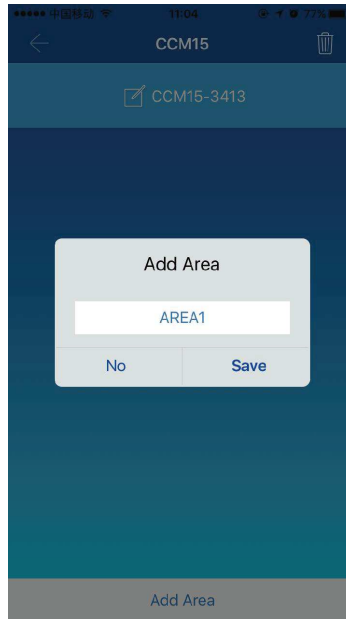 中国移动 11:04 77%
CCM15
CCM15-3413
Add Area
AREA1
No Save
Add Area